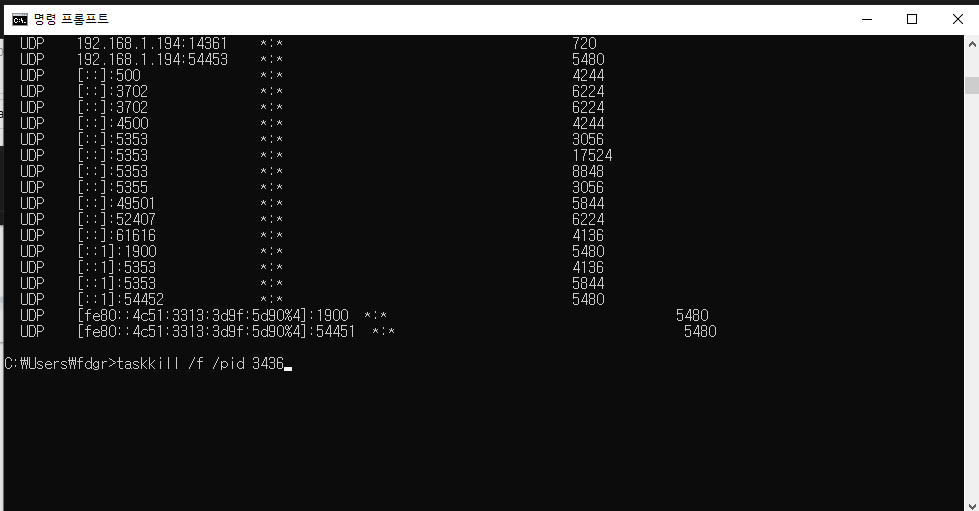 명령 프롬프트
UDP 192.168.1.194:14361 *:* 720
UDP 192.168.1.194:54453 *:* 5480
UDP [::]:500 *:* 4244
UDP [::]:3702 *:* 6224
UDP [::]:3702 *:* 6224
UDP [::]:4500 *:* 4244
UDP [::]:5353 *:* 3056
UDP [::]:5353 *:* 17524
UDP [::]:5353 *:* 8848
UDP [::]:5355 *:* 3056
UDP [::]:49501 *:* 5844
UDP [::]:52407 *:* 6224
UDP [::]:61616 *:* 4136
UDP [::1]:1900 *:* 5480
UDP [::1]:5353 *:* 4136
UDP [::1]:5353 *:* 5844
UDP [::1]:54452 *:* 5480
UDP [fe80::4c51:3313:3d9f:5d90%4]:1900 *:* 5480
UDP [fe80::4c51:3313:3d9f:5d90%4]:54451 *:* 5480
C:₩Users₩fdgr>taskkill /f /pid 3436